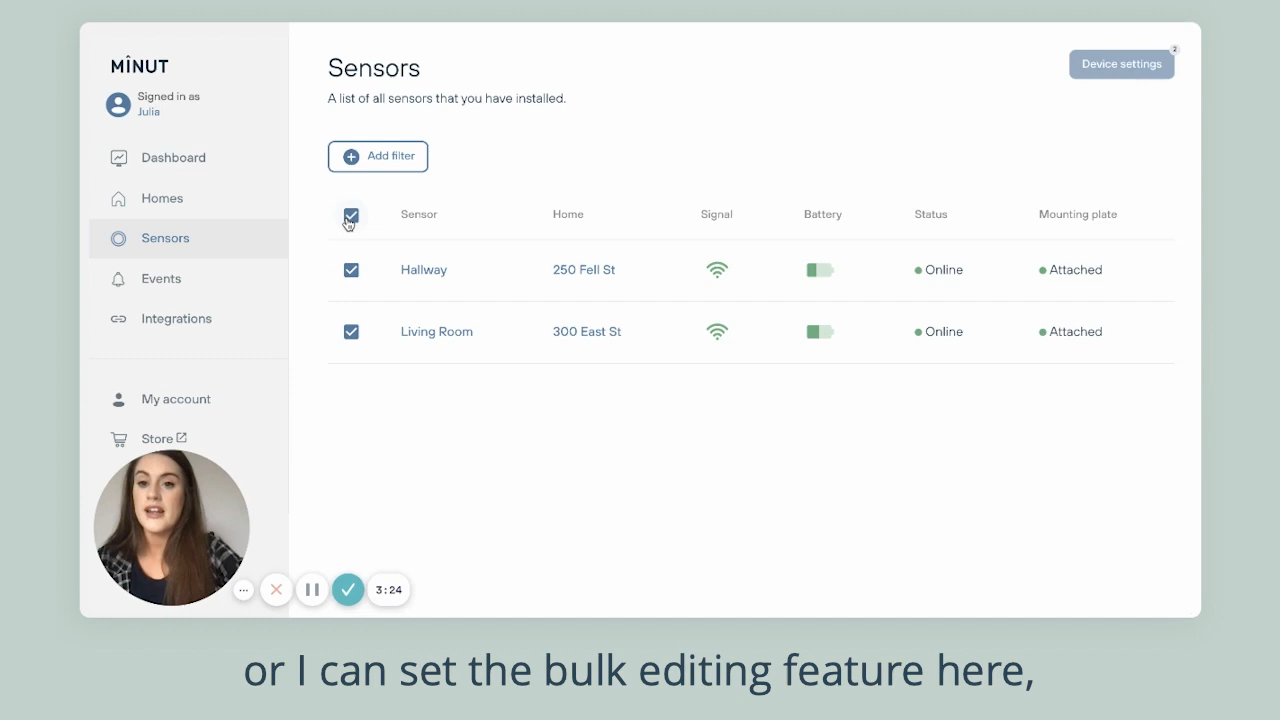 MÎNUT
Signed in as
Julia
Dashboard
Homes
Sensors
Events
Integrations
My account
Store
Sensors
A list of all sensors that you have installed.
Device settings
2
Add filter
Sensor Home Signal Battery Status Mounting plate
Hallway 250 Fell St Online Attached
Living Room 300 East St Online Attached
3:24
or I can set the bulk editing feature here,